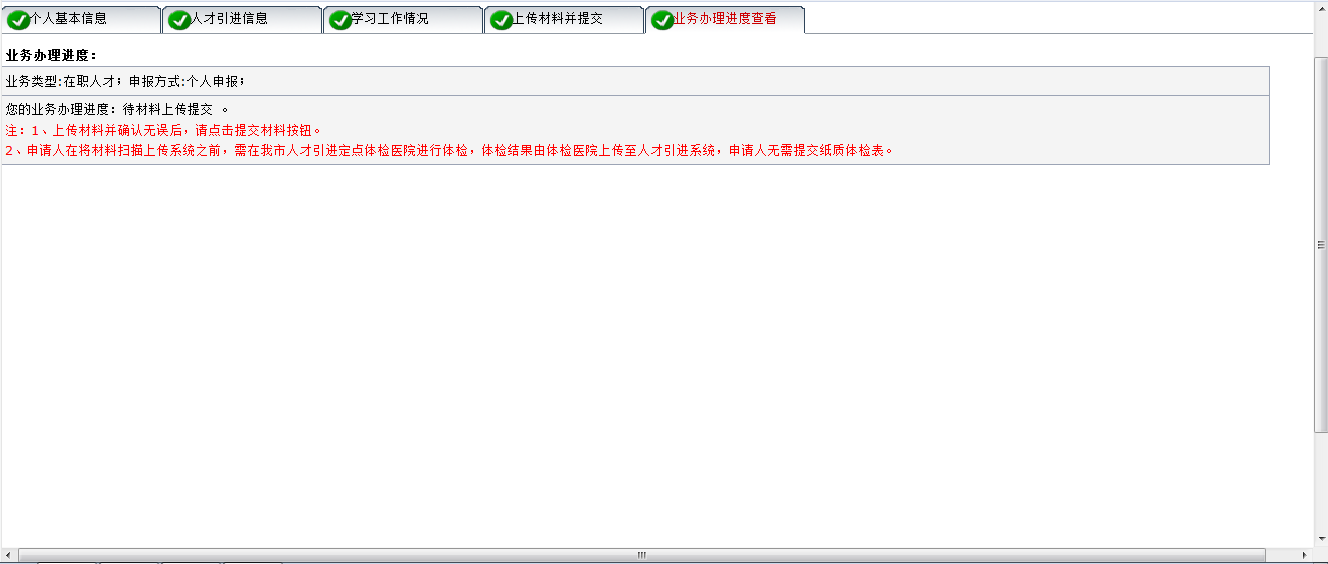 个人基本信息
人才引进信息
学习工作情况
上传材料并提交
业务办理进度查看
业务办理进度：
业务类型:在职人才；申报方式:个人申报；
您的业务办理进度：待材料上传提交 。
注：1、上传材料并确认无误后，请点击提交材料按钮。
2、申请人在将材料扫描上传系统之前，需在我市人才引进定点体检医院进行体检，体检结果由体检医院上传至人才引进系统，申请人无需提交纸质体检表。